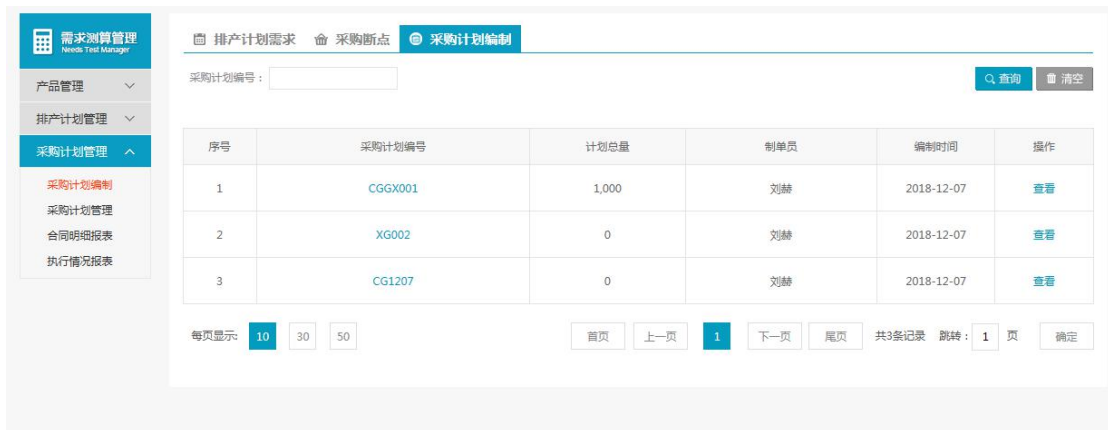 需求测算管理
Needs Test Manager
产品管理
排产计划管理
采购计划管理
采购计划编制
采购计划管理
合同明细报表
执行情况报表
排产计划需求 采购断点 采购计划编制
采购计划编号: 查询 清空
序号 采购计划编号 计划总量 制单员 编制时间 操作
1 CGGX001 1,000 刘赫 2018-12-07 查看
2 XG002 0 刘赫 2018-12-07 查看
3 CG1207 0 刘赫 2018-12-07 查看
每页显示: 10 30 50 首页 上一页 1 下一页 尾页 共3条记录 跳转: 1 页 确定